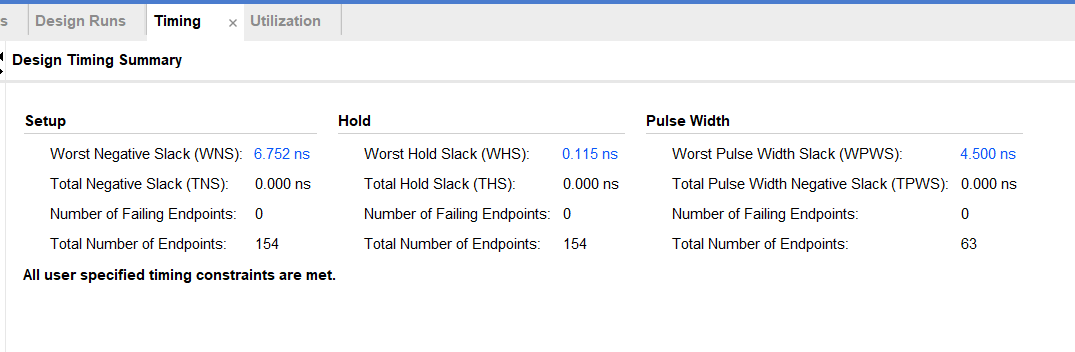 s Design Runs Timing × Utilization
Design Timing Summary
Setup Hold Pulse Width
Worst Negative Slack (WNS): 6.752 ns Worst Hold Slack (WHS): 0.115 ns Worst Pulse Width Slack (WPWS): 4.500 ns
Total Negative Slack (TNS): 0.000 ns Total Hold Slack (THS): 0.000 ns Total Pulse Width Negative Slack (TPWS): 0.000 ns
Number of Failing Endpoints: 0 Number of Failing Endpoints: 0 Number of Failing Endpoints: 0
Total Number of Endpoints: 154 Total Number of Endpoints: 154 Total Number of Endpoints: 63
All user specified timing constraints are met.